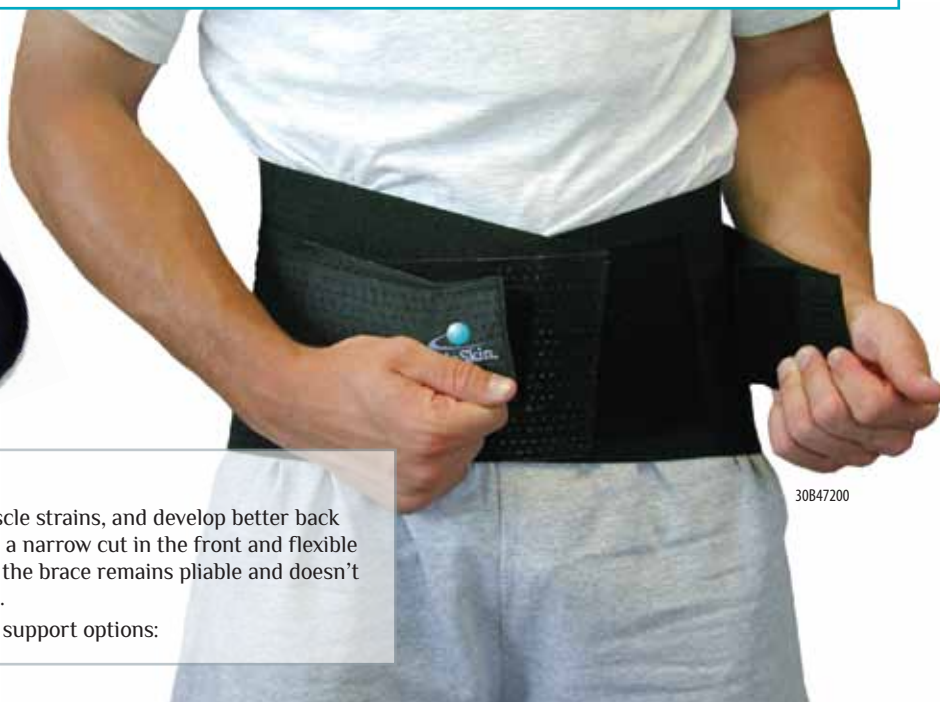 Skin.
30B47200
scle strains, and develop better back
a narrow cut in the front and flexible
the brace remains pliable and doesn't
.
support options: